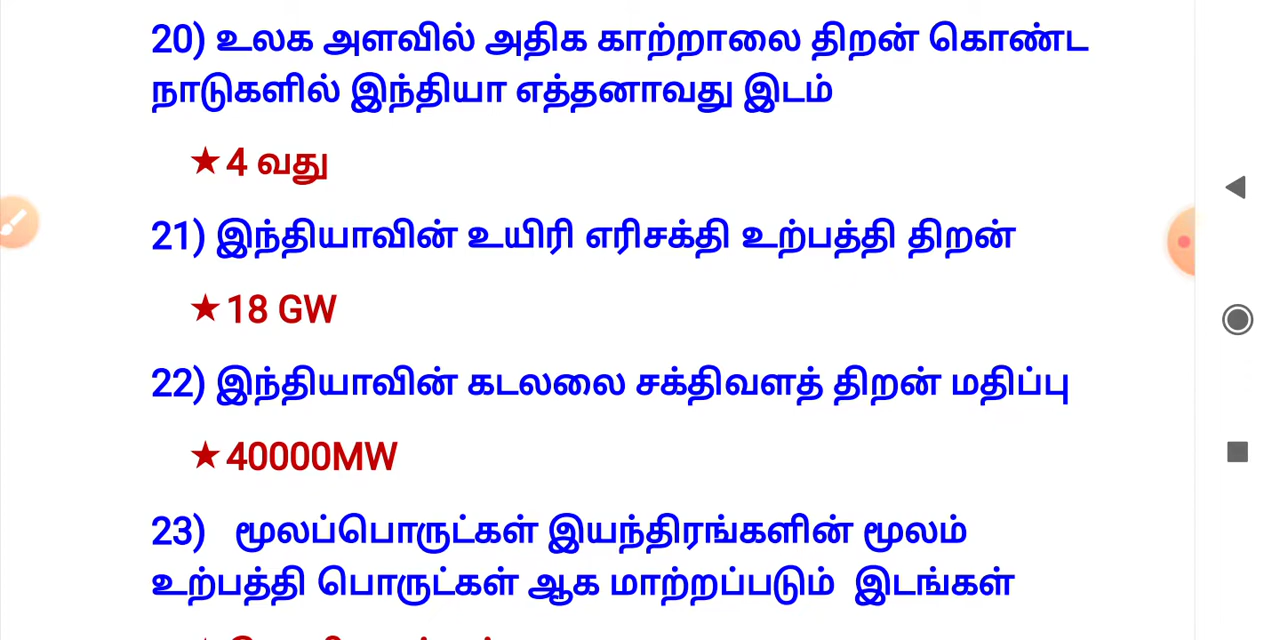 20) உலக அளவில் அதிக காற்றாலை திறன் கொண்ட
நாடுகளில் இந்தியா எத்தனாவது இடம்
★ 4 வது
21) இந்தியாவின் உயிரி எரிசக்தி உற்பத்தி திறன்
★ 18 GW
22) இந்தியாவின் கடலலை சக்திவளத் திறன் மதிப்பு
★ 40000MW
23) மூலப்பொருட்கள் இயந்திரங்களின் மூலம்
உற்பத்தி பொருட்கள் ஆக மாற்றப்படும் இடங்கள்